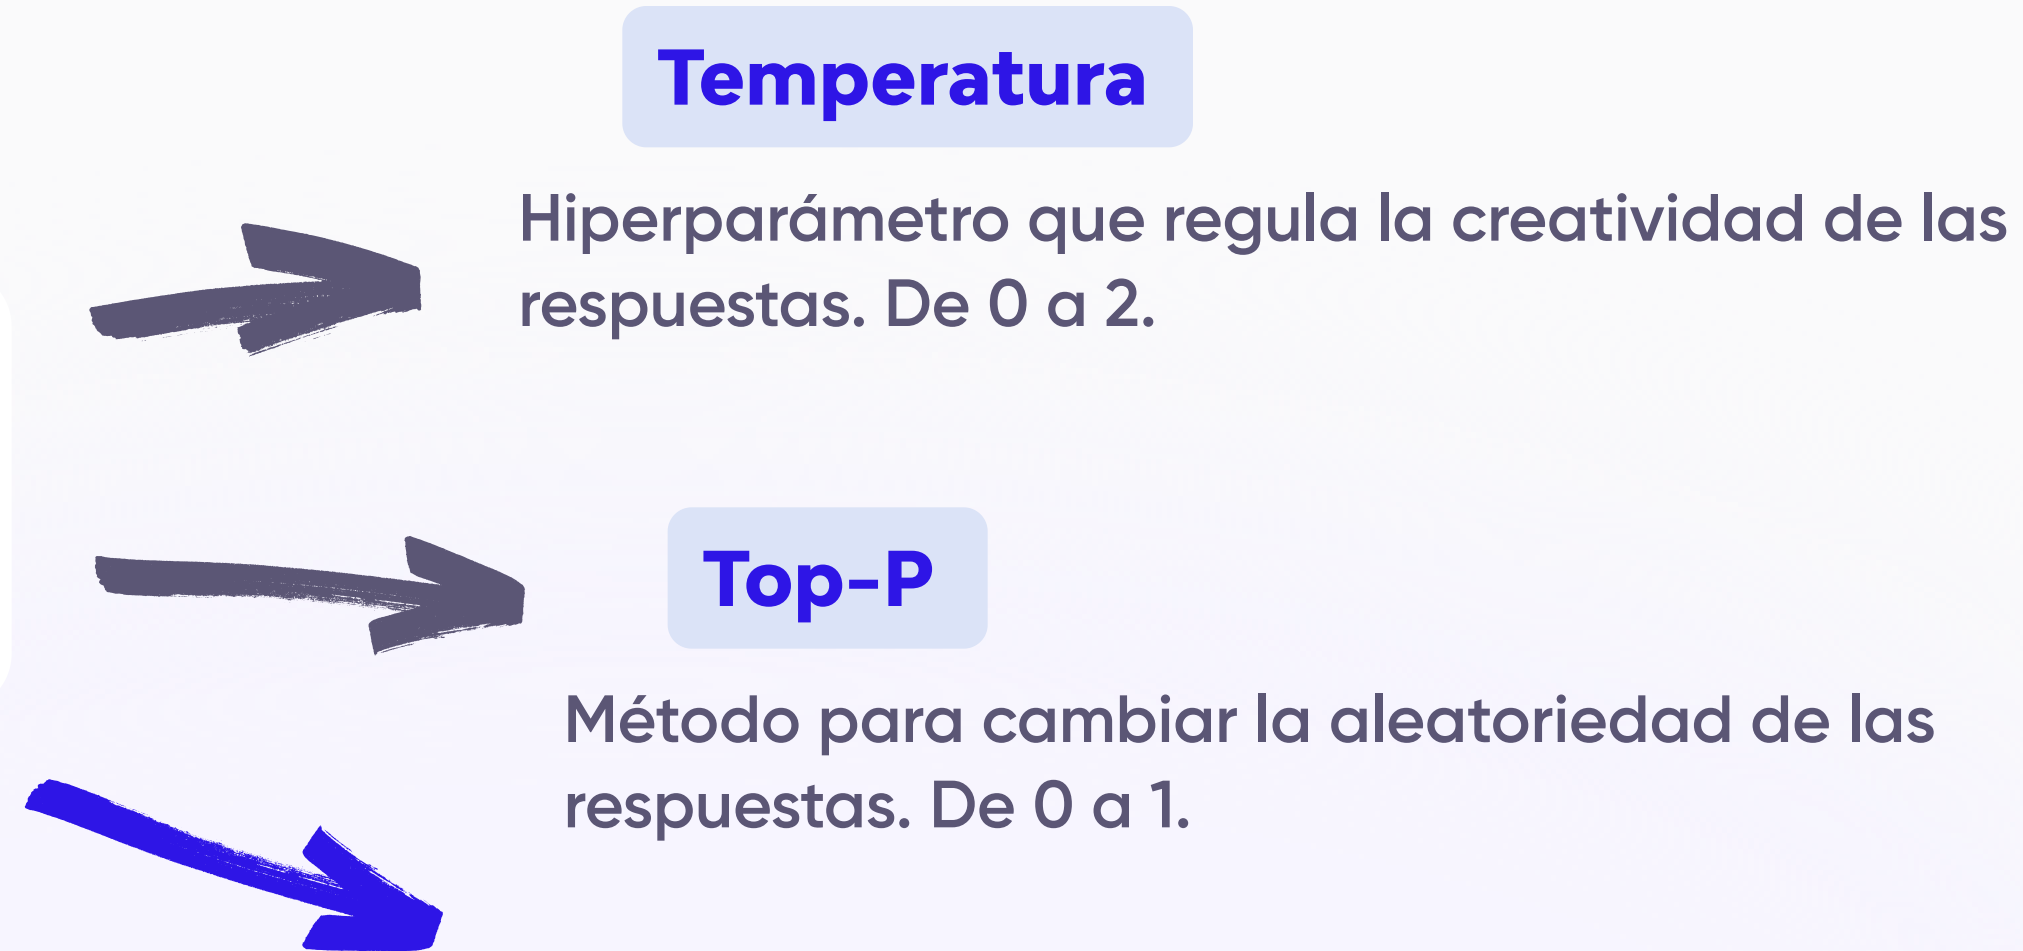 Temperatura
Hiperparámetro que regula la creatividad de las
respuestas. De 0 a 2.
Top-P
Método para cambiar la aleatoriedad de las
respuestas. De 0 a 1.